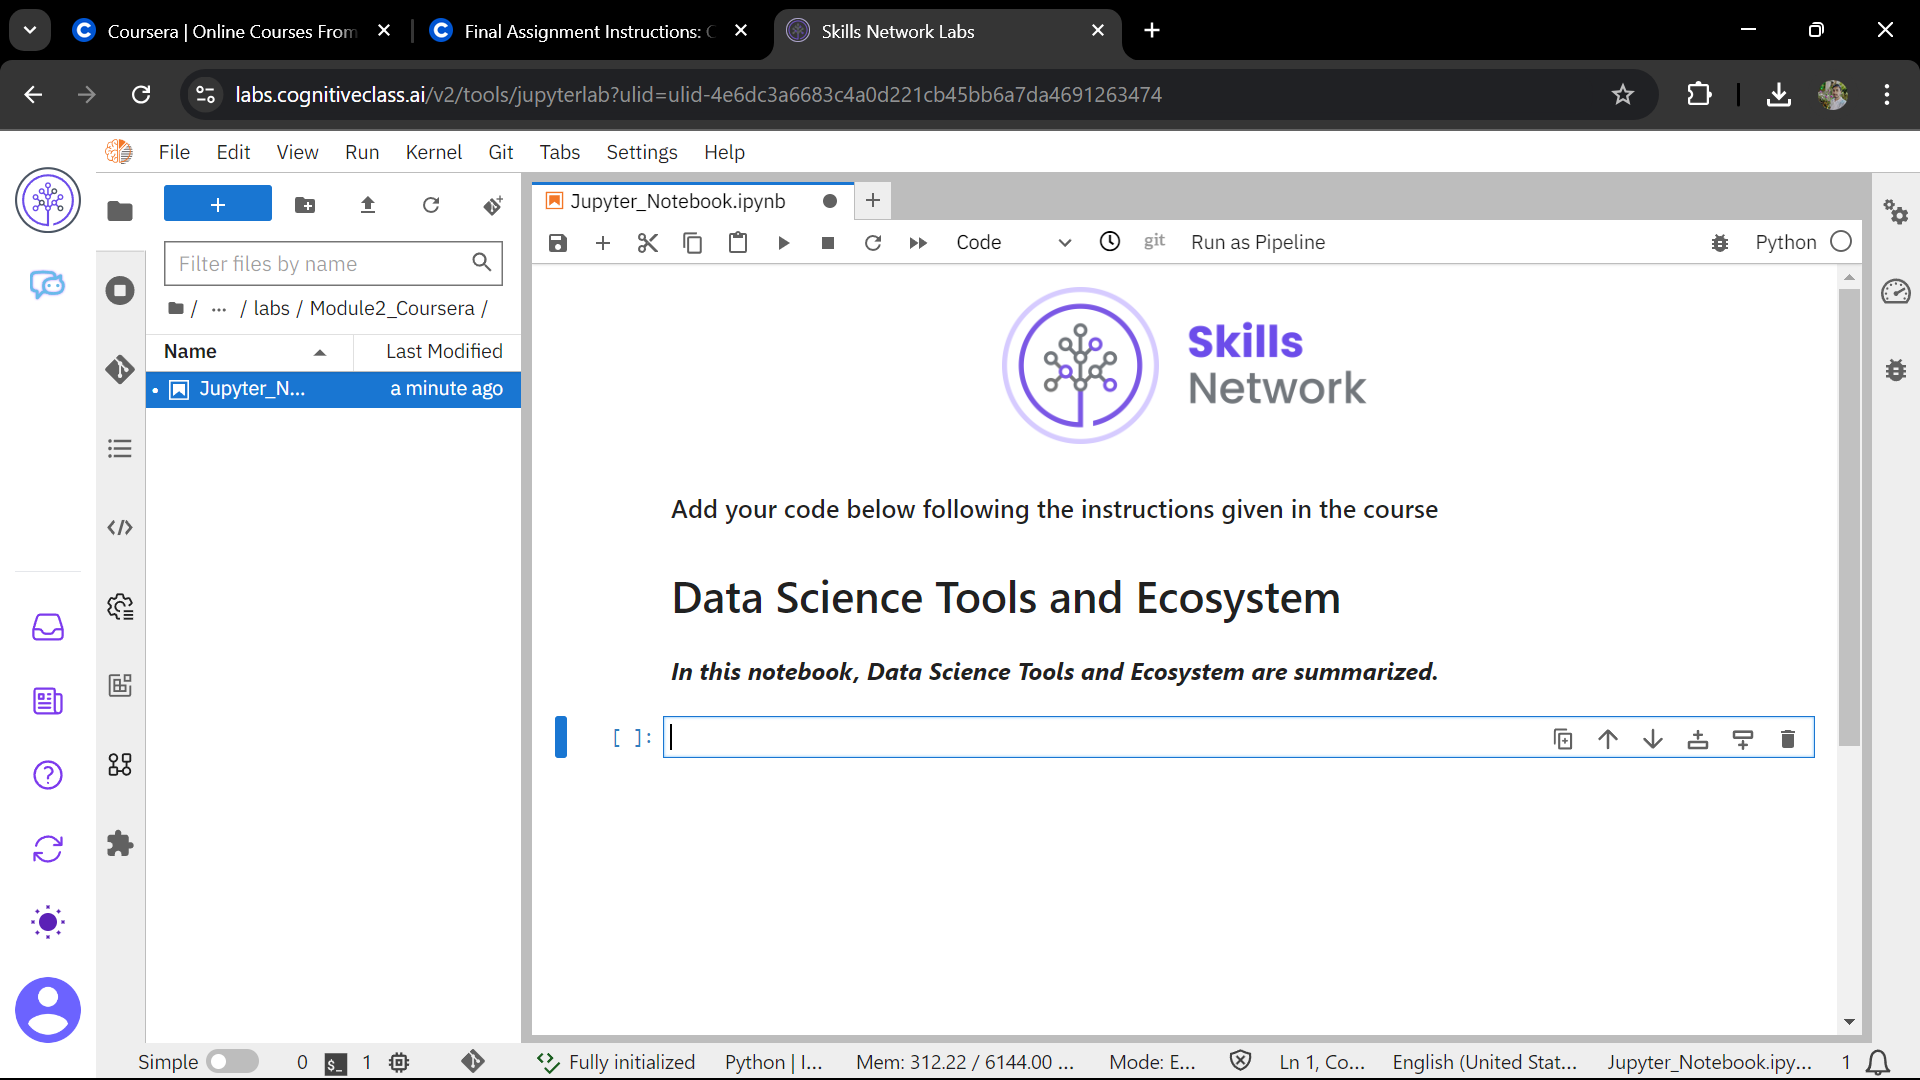 Coursera | Online Courses From
Final Assignment Instructions: C
Skills Network Labs
labs.cognitiveclass.ai/v2/tools/jupyterlab?ulid=ulid-4e6dc3a6683c4a0d221cb45bb6a7da4691263474
File Edit View Run Kernel Git Tabs Settings Help
Jupyter_Notebook.ipynb
Code
git
Run as Pipeline
Python
Filter files by name
/ ... / labs / Module2_Coursera /
Name Last Modified
Jupyter_N... a minute ago
Skills
Network
Add your code below following the instructions given in the course
Data Science Tools and Ecosystem
In this notebook, Data Science Tools and Ecosystem are summarized.
[ ]:
Simple 0 $_ 1 Fully initialized Python | I... Mem: 312.22 / 6144.00 ... Mode: E... Ln 1, Co... English (United Stat... Jupyter_Notebook.ipy... 1